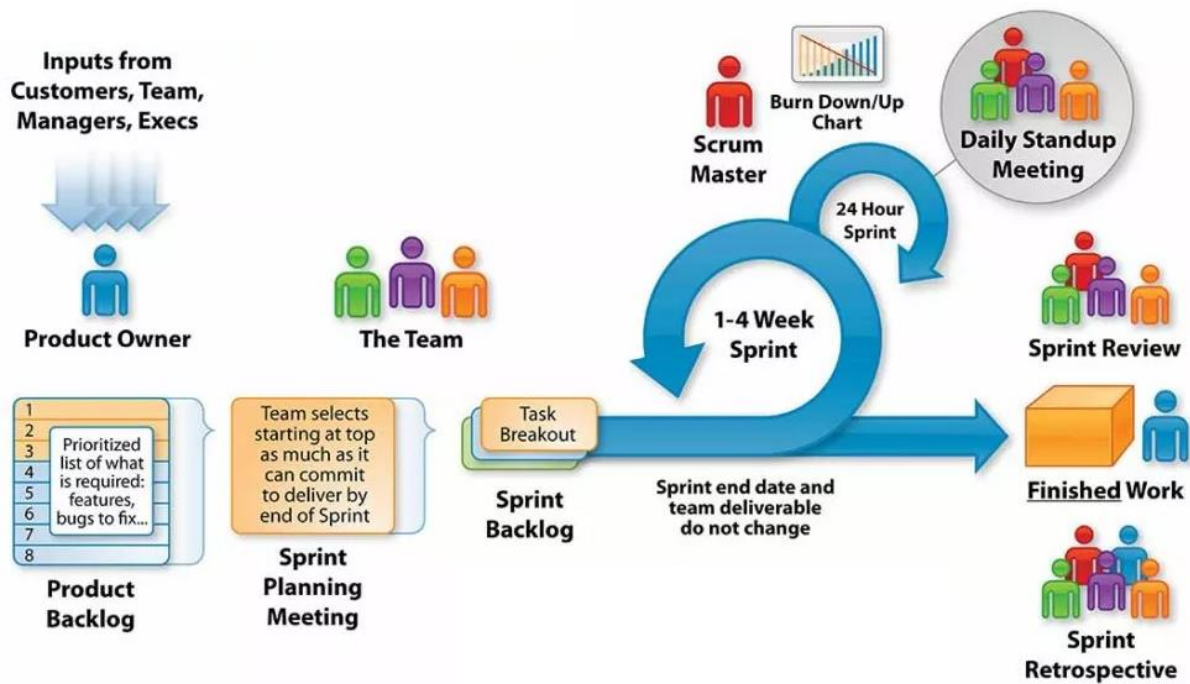 Inputs from
Customers, Team,
Managers, Execs
Product Owner
The Team
Scrum
Master
Burn Down/Up
Chart
Daily Standup
Meeting
24 Hour
Sprint
1-4 Week
Sprint
Sprint Review
1
2
3
4
5
6
7
8
Prioritized
list of what
is required:
features,
bugs to fix...
Product
Backlog
Team selects
starting at top
as much as it
can commit
to deliver by
end of Sprint
Sprint
Planning
Meeting
Task
Breakout
Sprint
Backlog
Sprint end date and
team deliverable
do not change
Finished Work
Sprint
Retrospective